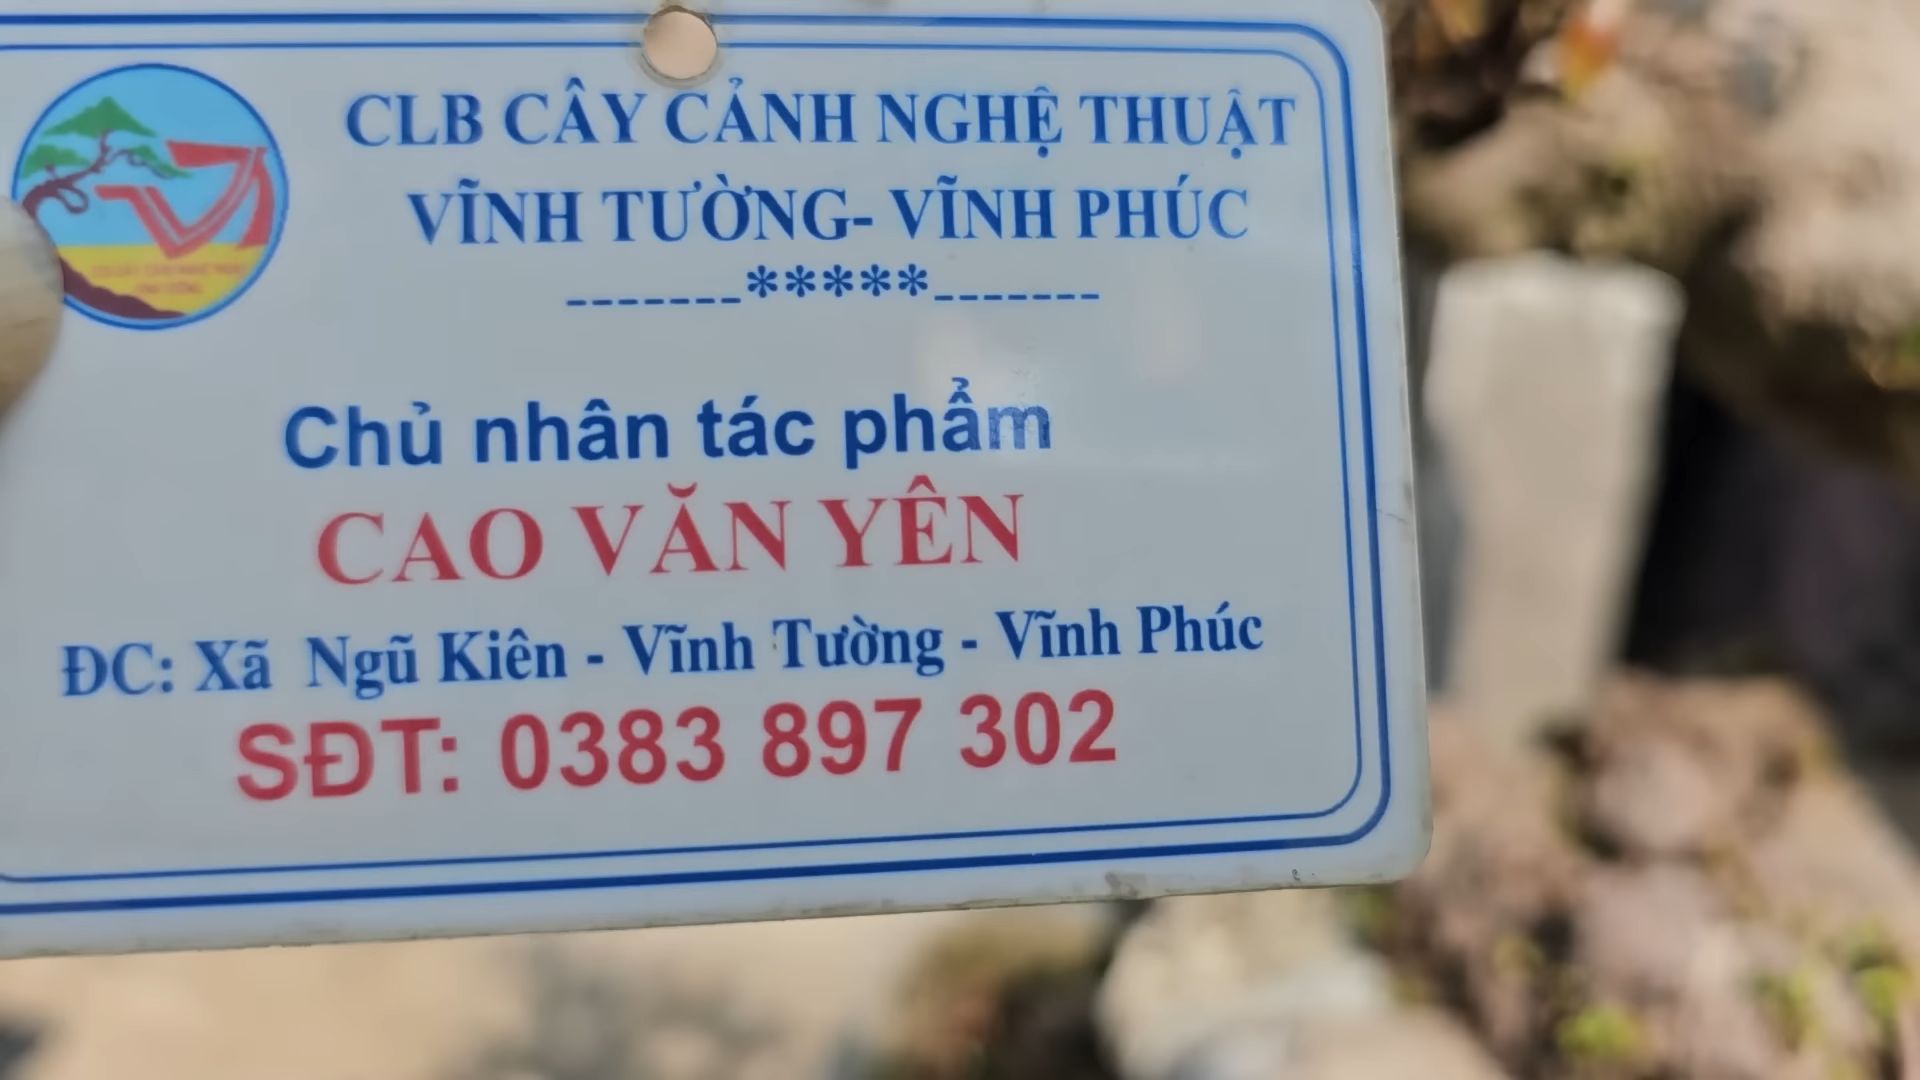 CLB CÂY CẢNH NGHỆ THUẬT
VĨNH TƯỜNG- VĨNH PHÚC
-------*****-------
Chủ nhân tác phẩm
CAO VĂN YÊN
ĐC: Xã Ngũ Kiên - Vĩnh Tường - Vĩnh Phúc
SĐT: 0383 897 302